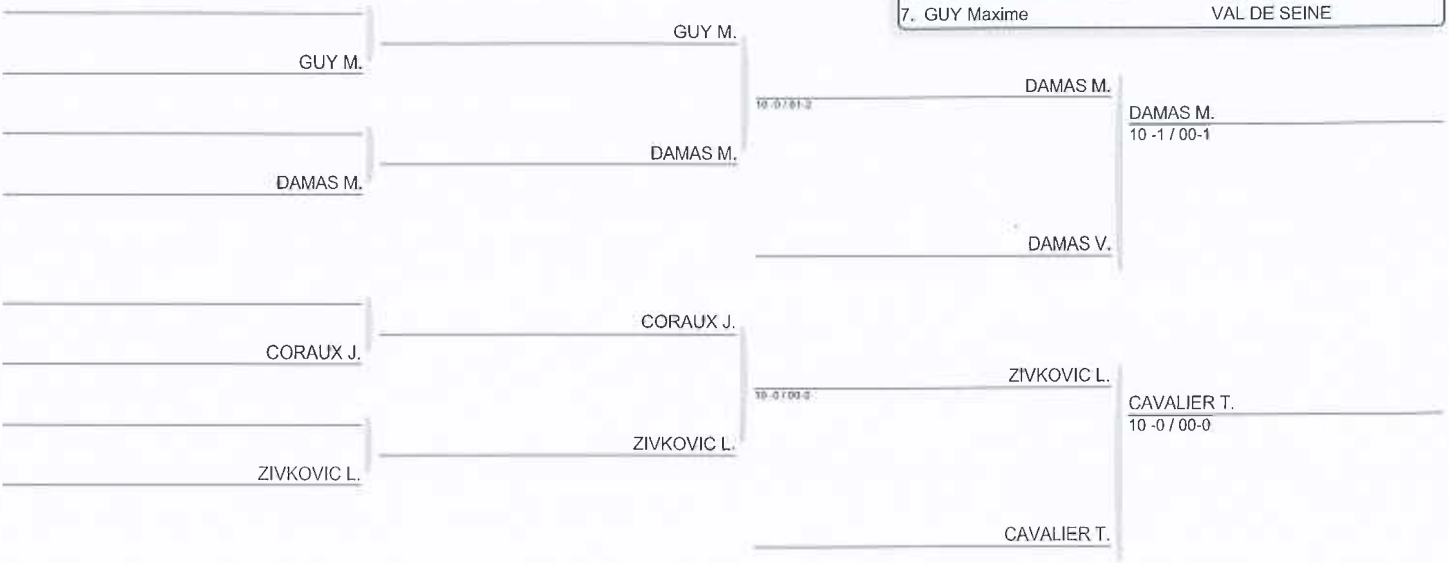 7. GUY Maxime VAL DE SEINE
GUY M.
GUY M.
DAMAS M.
DAMAS M.
10 -1 / 00-1
DAMAS M.
DAMAS M.
DAMAS M.
DAMAS V.
CORAUX J.
CORAUX J.
ZIVKOVIC L.
CAVALIER T.
10 -0 / 00-0
ZIVKOVIC L.
ZIVKOVIC L.
CAVALIER T.